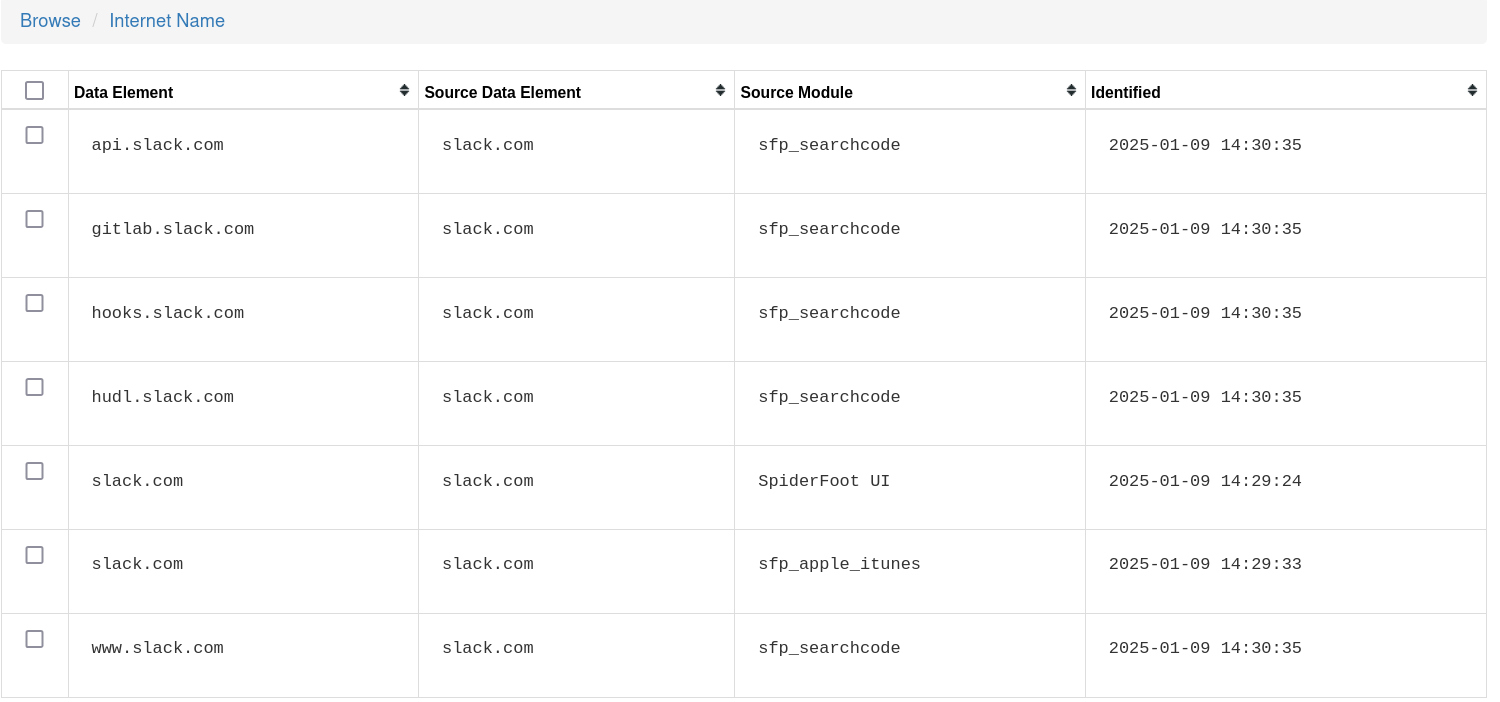 Browse / Internet Name
Data Element Source Data Element Source Module Identified
api.slack.com slack.com sfp_searchcode 2025-01-09 14:30:35
gitlab.slack.com slack.com sfp_searchcode 2025-01-09 14:30:35
hooks.slack.com slack.com sfp_searchcode 2025-01-09 14:30:35
hudl.slack.com slack.com sfp_searchcode 2025-01-09 14:30:35
slack.com slack.com SpiderFoot UI 2025-01-09 14:29:24
slack.com slack.com sfp_apple_itunes 2025-01-09 14:29:33
www.slack.com slack.com sfp_searchcode 2025-01-09 14:30:35